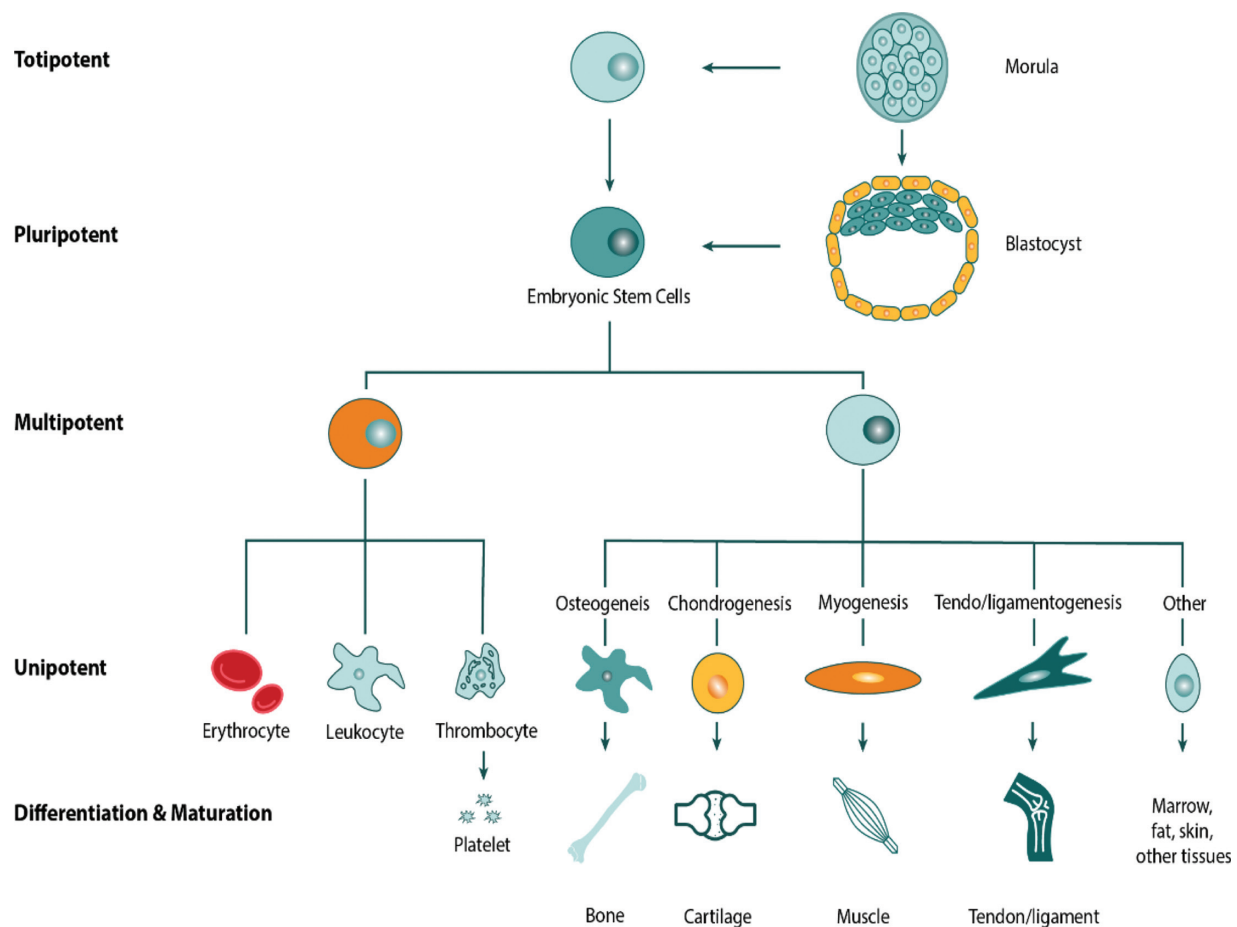 Totipotent
Morula
Pluripotent
Blastocyst
Embryonic Stem Cells
Multipotent
Osteogeneis
Chondrogenesis
Myogenesis
Tendo/ligamentogenesis
Other
Unipotent
Erythrocyte
Leukocyte
Thrombocyte
Differentiation & Maturation
Platelet
Marrow,
fat, skin,
other tissues
Bone
Cartilage
Muscle
Tendon/ligament